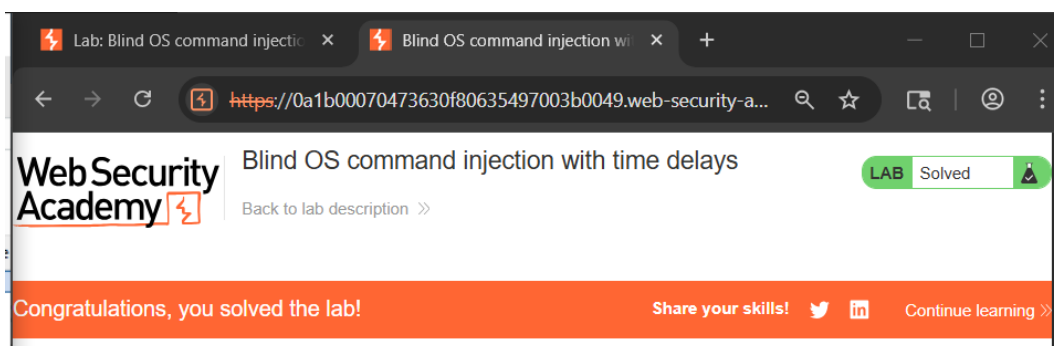 Lab: Blind OS command injectio
Blind OS command injection wi
https://0a1b00070473630f80635497003b0049.web-security-a...
Web Security
Academy
Blind OS command injection with time delays
Back to lab description
LAB Solved
Congratulations, you solved the lab!
Share your skills!
in
Continue learning